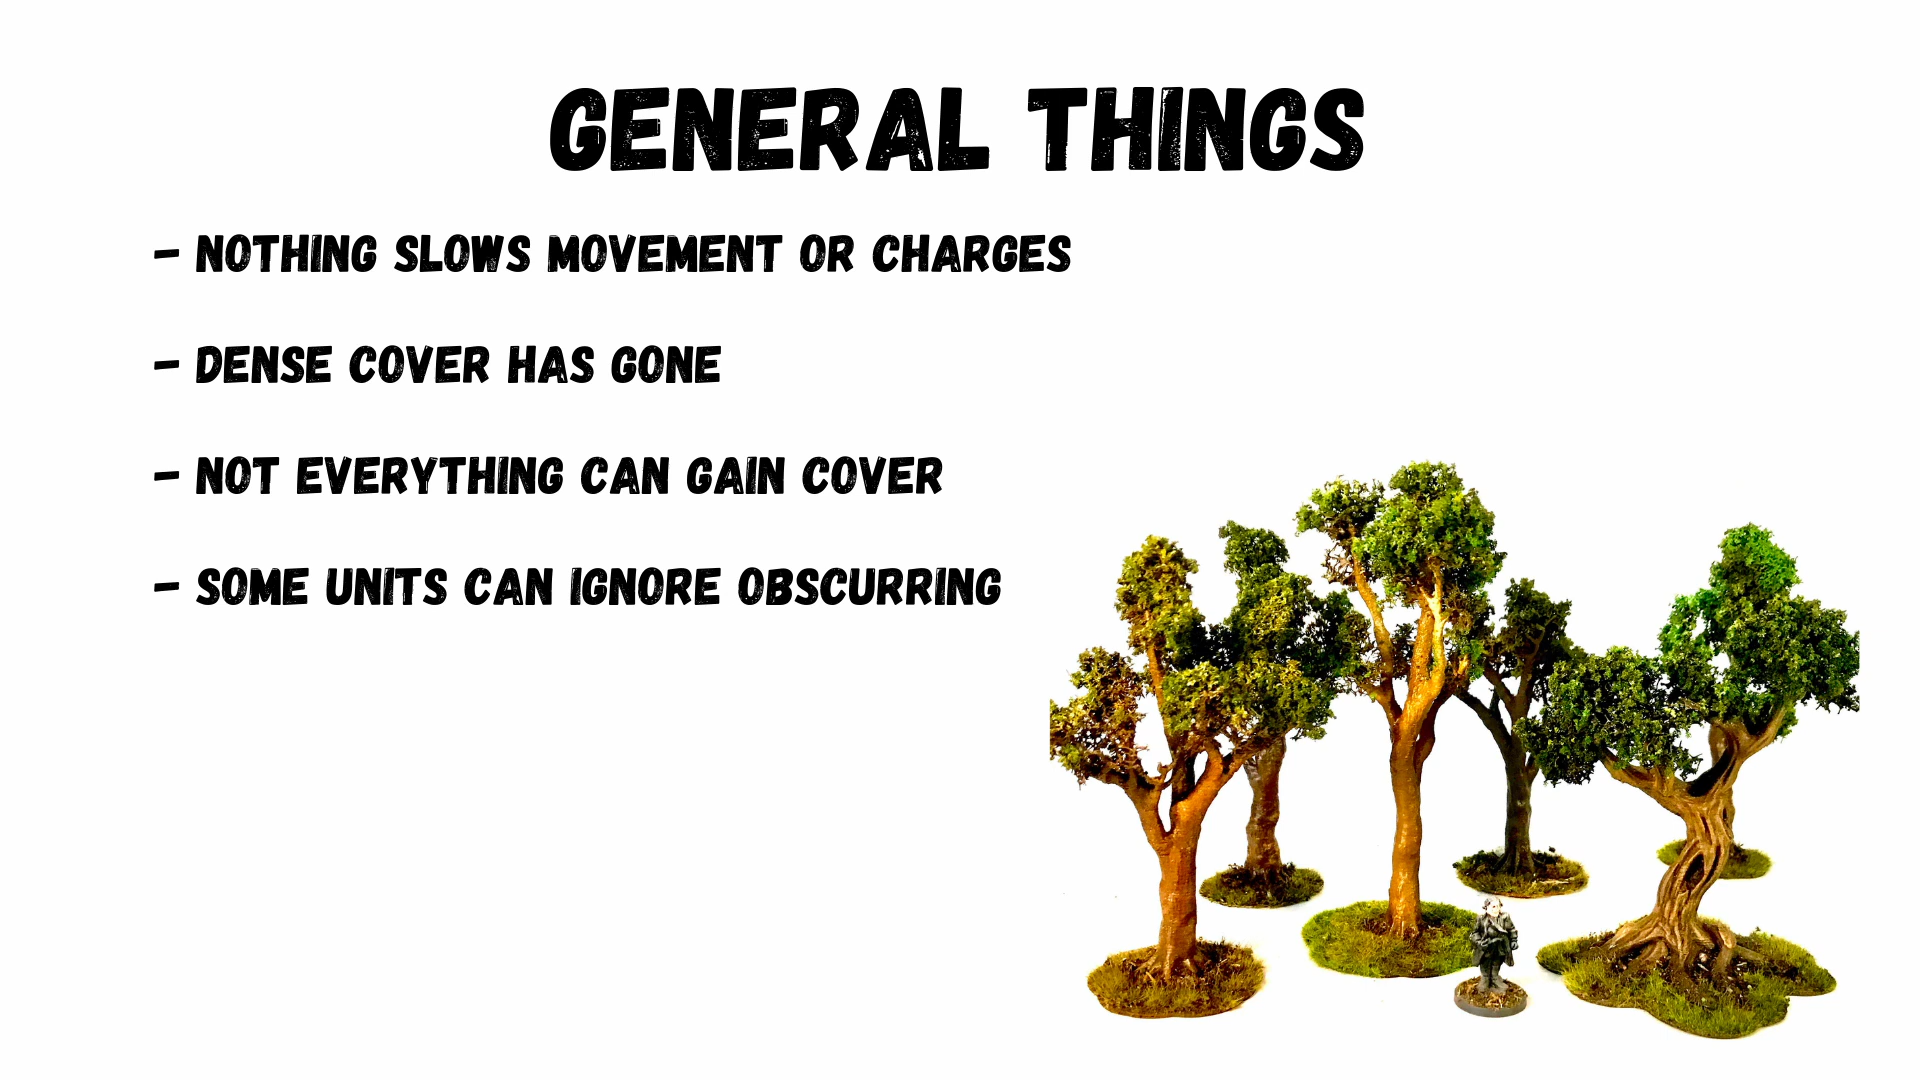 GENERAL THINGS
- NOTHING SLOWS MOVEMENT OR CHARGES
- DENSE COVER HAS GONE
- NOT EVERYTHING CAN GAIN COVER
- SOME UNITS CAN IGNORE OBSCURRING